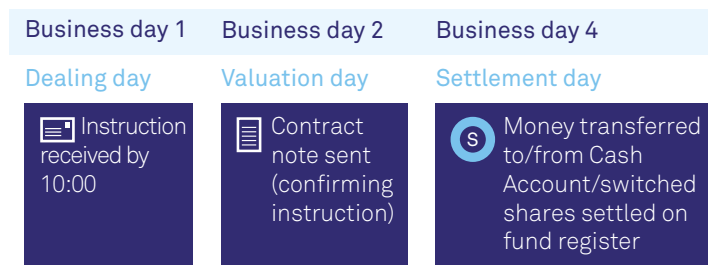 Business day 1
Business day 2
Business day 4
Dealing day
Valuation day
Settlement day
Instruction
received by
10:00
Contract
note sent
(confirming
instruction)
S
Money transferred
to/from Cash
Account/switched
shares settled on
fund register